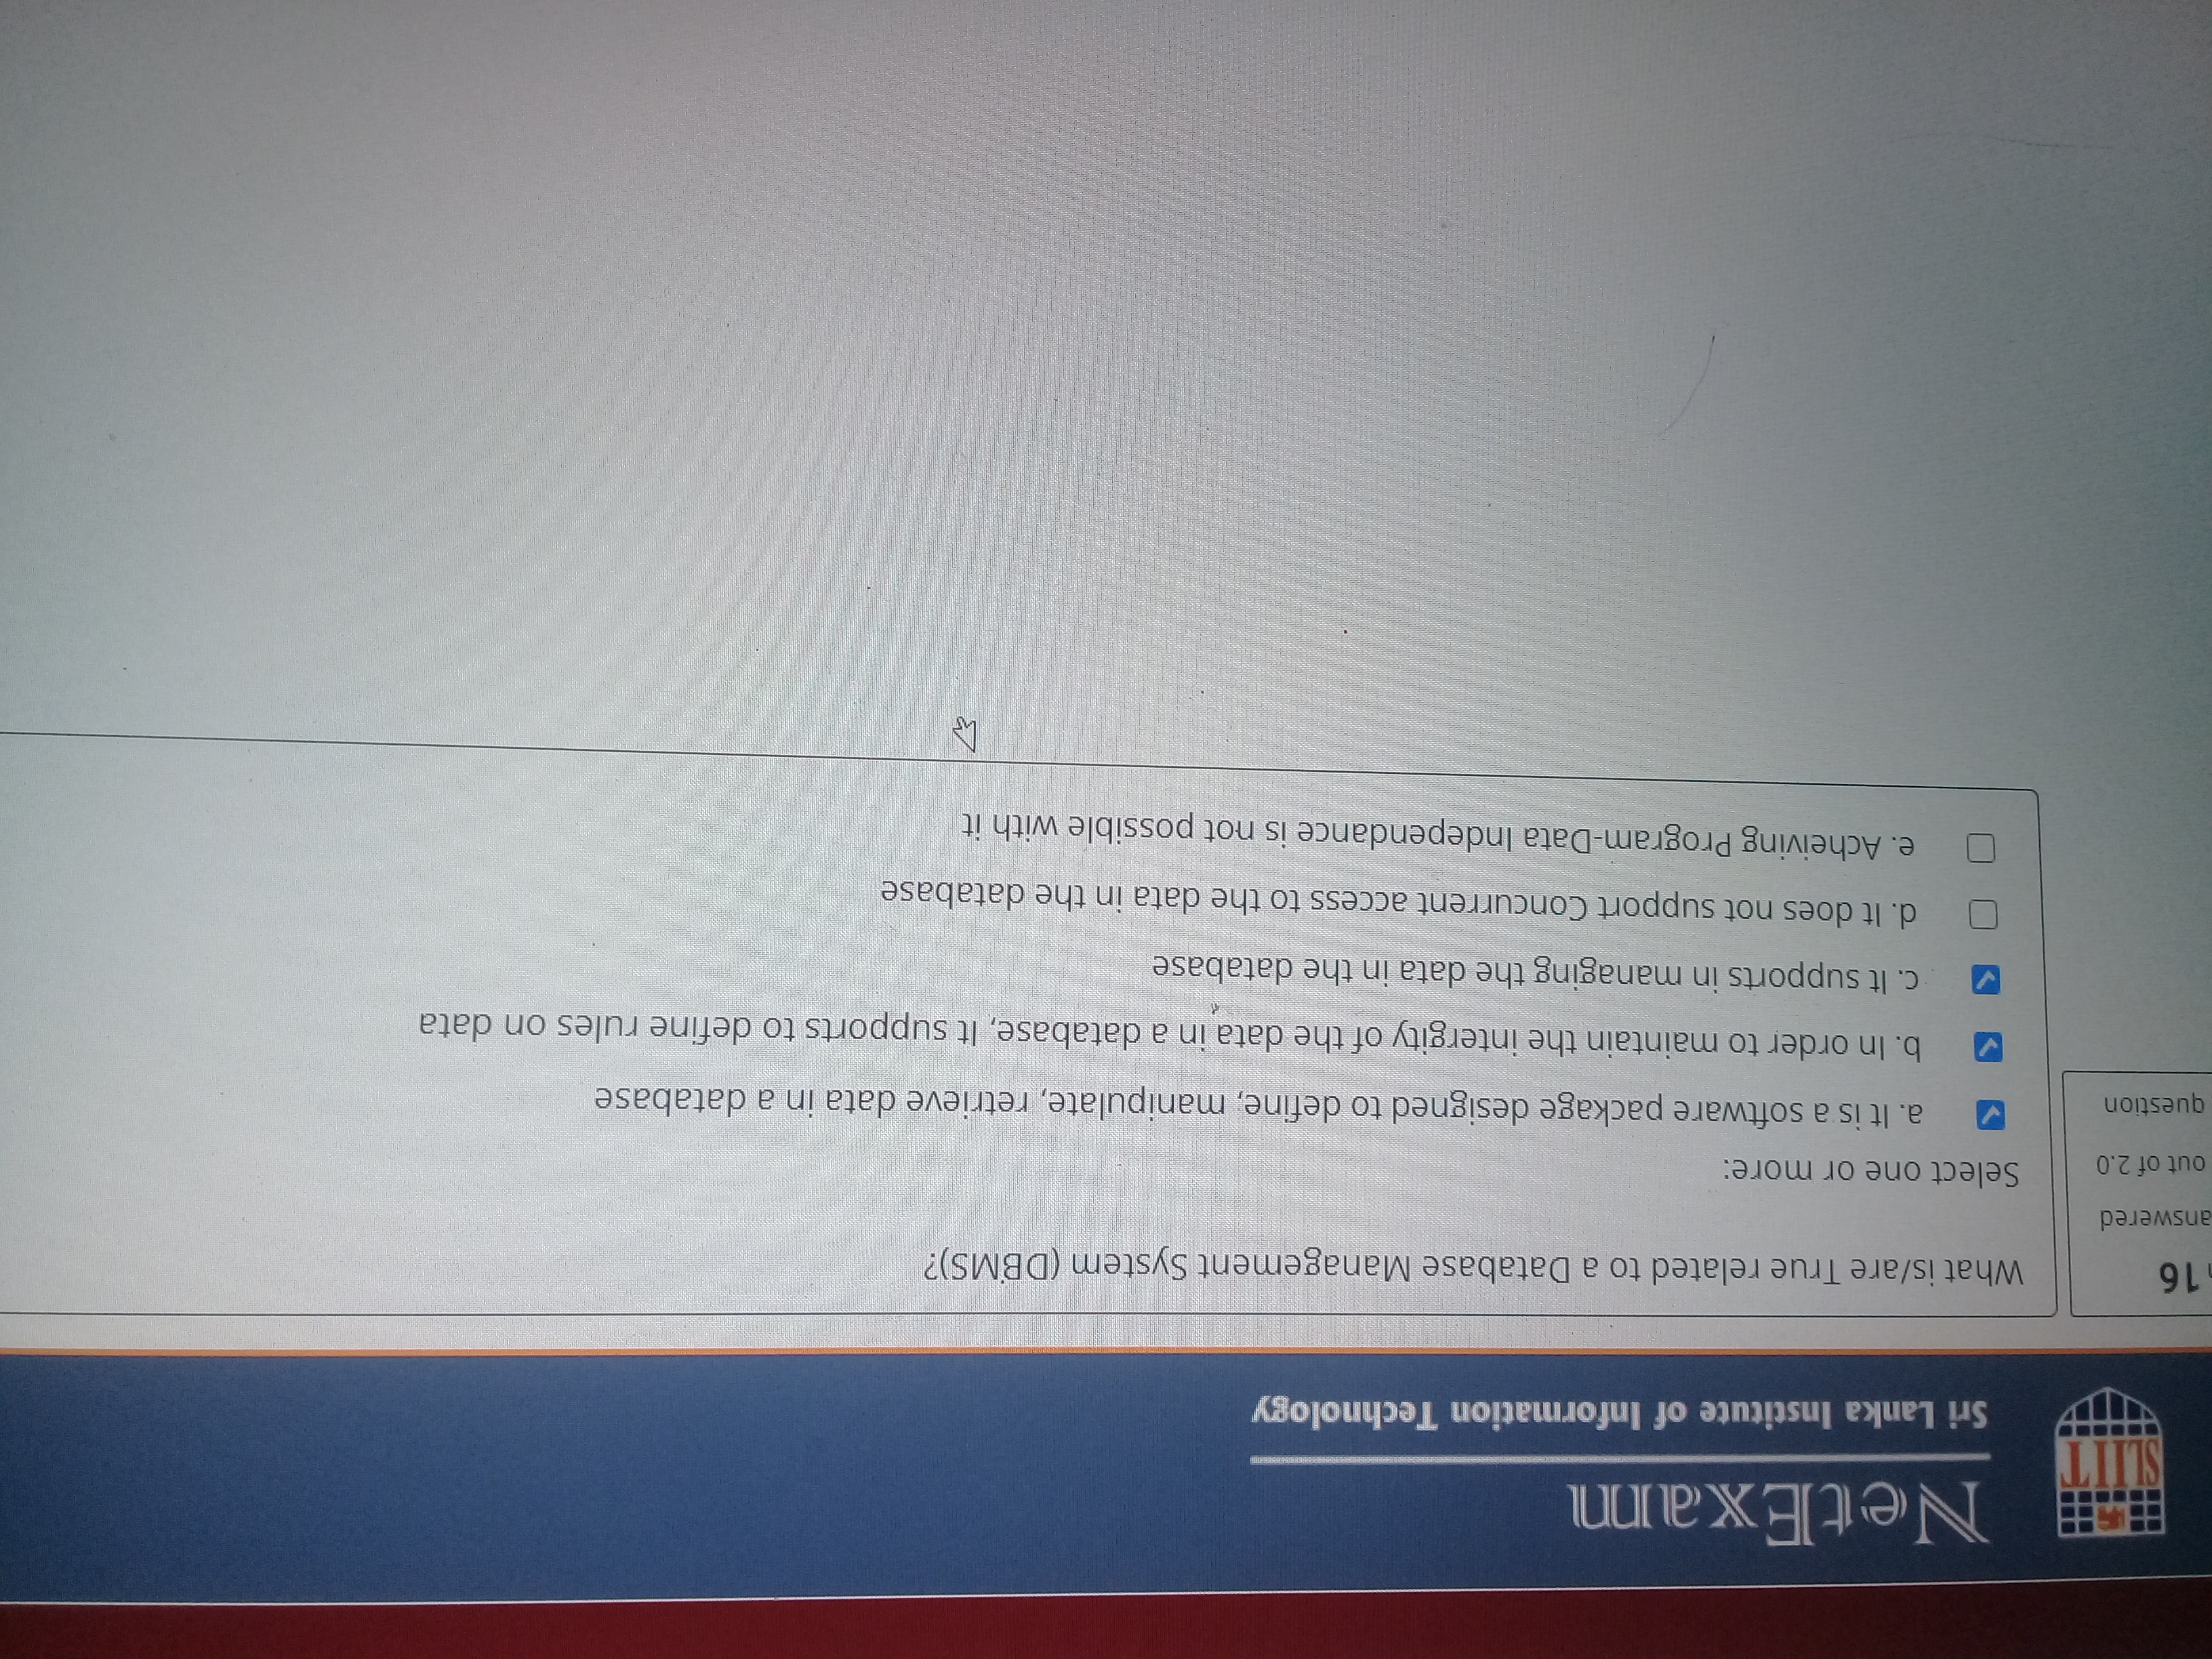 SLIIT
NetExam
Sri Lanka Institute of Information Technology
16
answered
out of 2.0
question
What is/are True related to a Database Management System (DBMS)?
Select one or more:
a. It is a software package designed to define, manipulate, retrieve data in a database
b. In order to maintain the intergity of the data in a database, It supports to define rules on data
c. It supports in managing the data in the database
d. It does not support Concurrent access to the data in the database
e. Acheiving Program-Data Independance is not possible with it